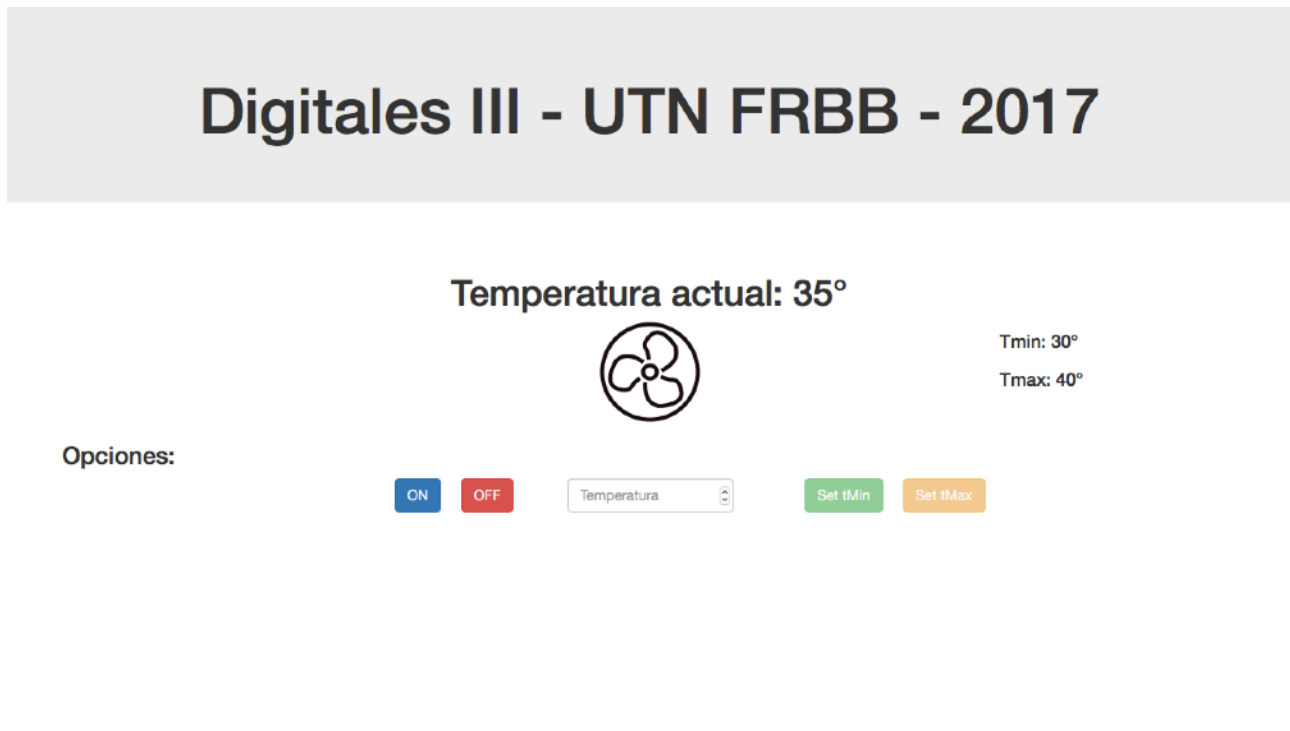 Digitales III - UTN FRBB - 2017
Temperatura actual: 35°
Tmin: 30°
Tmax: 40°
Opciones:
ON OFF Temperatura Set tMin Set tMax